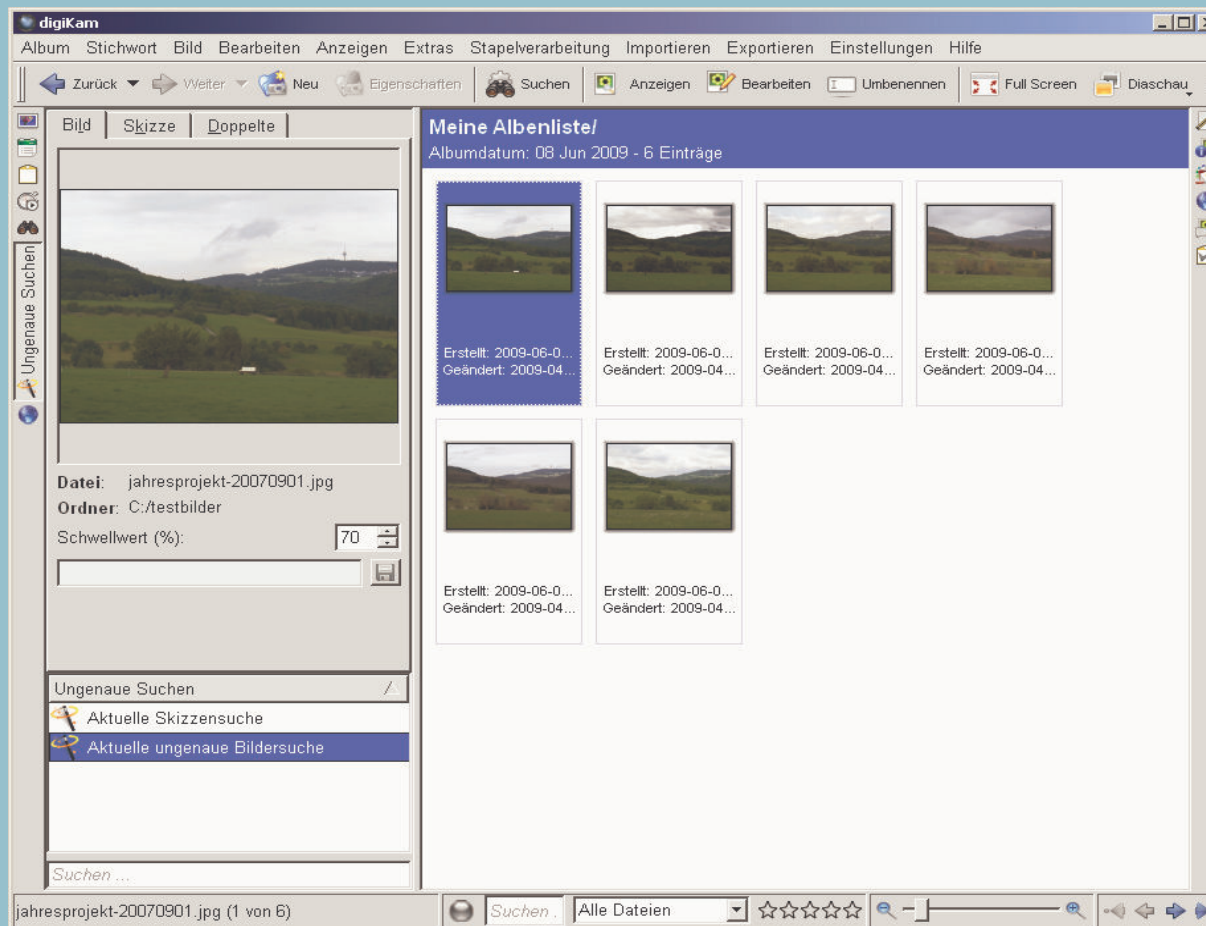 digiKam
Album Stichwort Bild Bearbeiten Anzeigen Extras Stapelverarbeitung Importieren Exportieren Einstellungen Hilfe
Zurück Weiter Neu Eigenschaften Suchen Anzeigen Bearbeiten Umbenennen Full Screen Diaschau
Bild Skizze Doppelte
Ungenaue Suchen
Datei: jahresprojekt-20070901.jpg
Ordner: C:/testbilder
Schwellwert (%): 70
Ungenaue Suchen
Aktuelle Skizzensuche
Aktuelle ungenaue Bildersuche
Suchen ...
Meine Albenliste/
Albumdatum: 08 Jun 2009 - 6 Einträge
Erstellt: 2009-06-0... Erstellt: 2009-06-0... Erstellt: 2009-06-0... Erstellt: 2009-06-0...
Geändert: 2009-04... Geändert: 2009-04... Geändert: 2009-04... Geändert: 2009-04...
Erstellt: 2009-06-0... Erstellt: 2009-06-0...
Geändert: 2009-04... Geändert: 2009-04...
jahresprojekt-20070901.jpg (1 von 6) Suchen . Alle Dateien